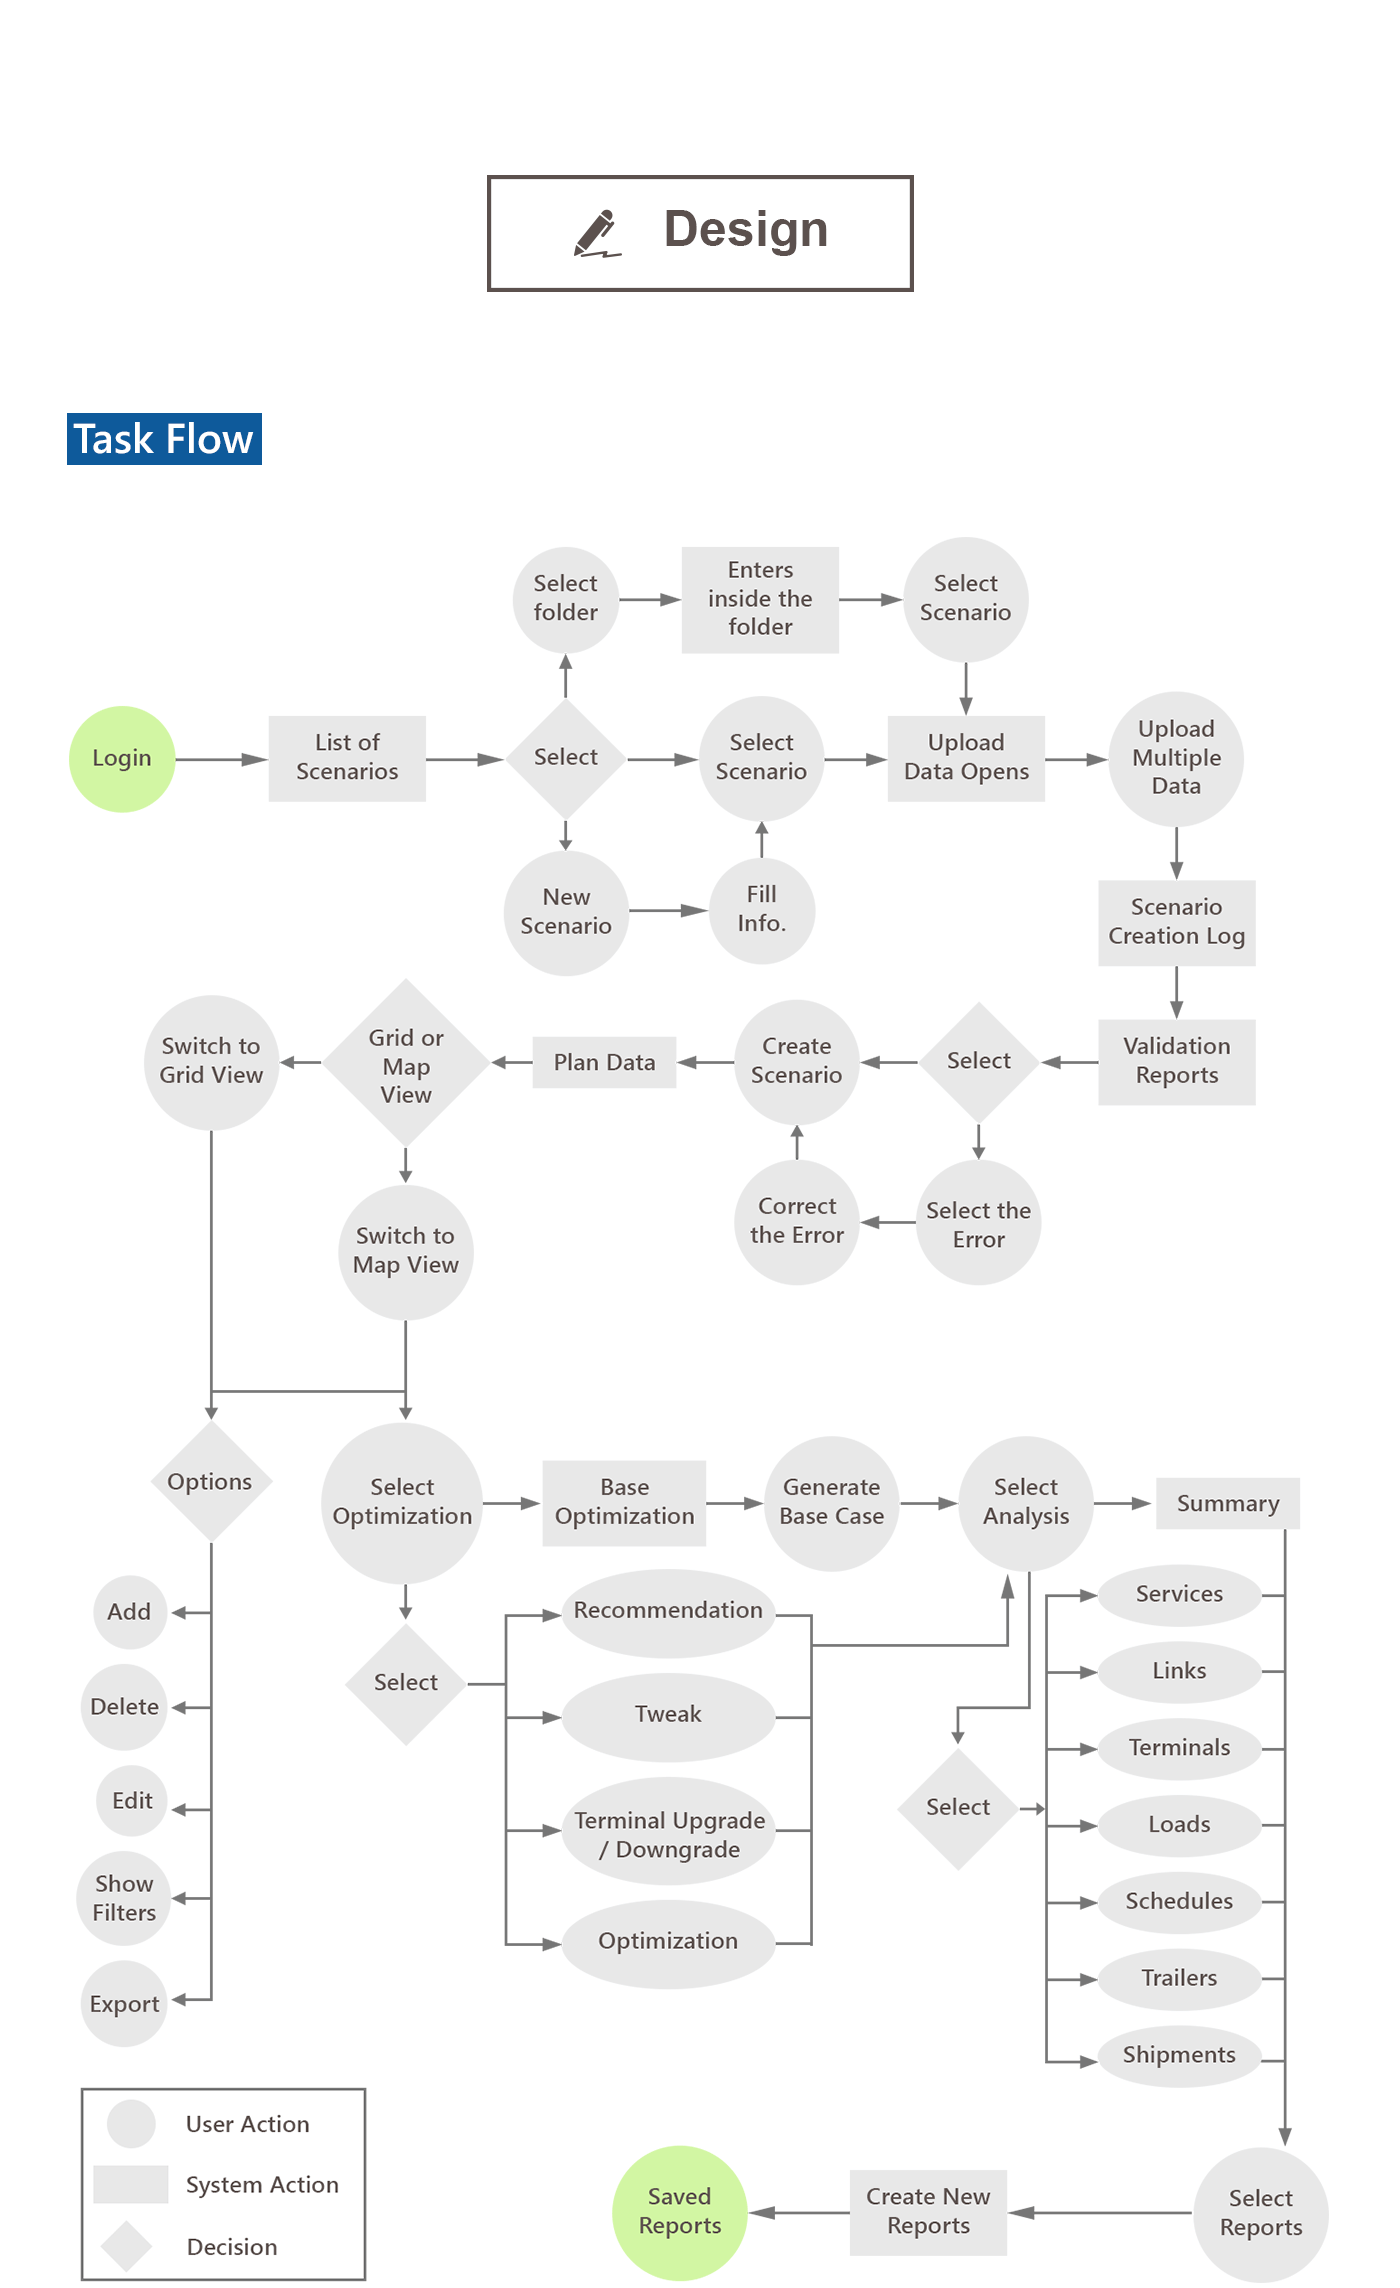 Design
Task Flow
Select
folder
Enters
inside the
folder
Select
Scenario
Login
List of
Scenarios
Select
Select
Scenario
Upload
Data Opens
Upload
Multiple
Data
New
Scenario
Fill
Info.
Scenario
Creation Log
Switch to
Grid View
Grid or
Map
View
Plan Data
Create
Scenario
Select
Validation
Reports
Switch to
Map View
Correct
the Error
Select the
Error
Options
Select
Optimization
Base
Optimization
Generate
Base Case
Select
Analysis
Summary
Add
Delete
Edit
Show
Filters
Export
Select
Recommendation
Tweak
Terminal Upgrade
/ Downgrade
Optimization
Select
Services
Links
Terminals
Loads
Schedules
Trailers
Shipments
User Action
System Action
Decision
Saved
Reports
Create New
Reports
Select
Reports